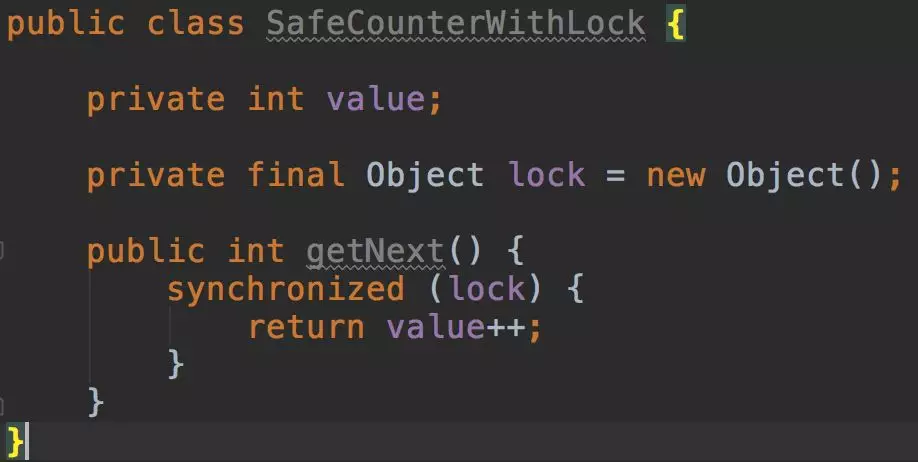 public class SafeCounterWithLock {
private int value;
private final Object lock = new Object();
public int getNext() {
synchronized (lock) {
return value++;
}
}
}